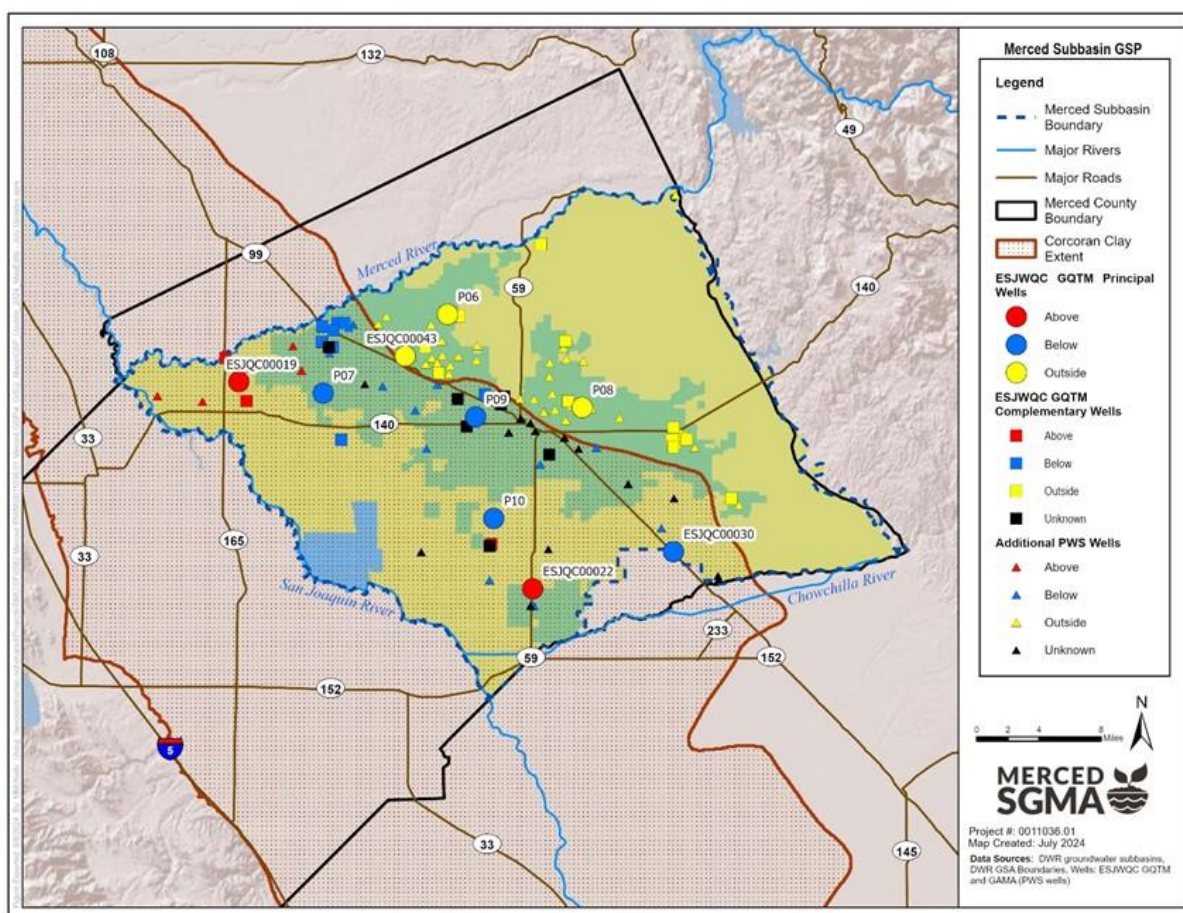 Merced Subbasin GSP
Legend
Merced Subbasin
Boundary
Major Rivers
Major Roads
Merced County
Boundary
Corcoran Clay
Extent
ESJWQC GQTM Principal
Wells
Above
Below
Outside
ESJWQC GQTM
Complementary Wells
Above
Below
Outside
Unknown
Additional PWS Wells
Above
Below
Outside
Unknown
N
0 2 4 8
Miles
MERCED
SGMA
Project #: 0011036.01
Map Created: July 2024
Data Sources: DWR groundwater subbasins,
DWR GSA Boundaries, Wells: ESJWQC GQTM
and GAMA (PWS wells)
108
132
49
99
Merced River
59
140
P06
ESJQC00043
ESJQC00019
P07
P08
P09
33
140
P10
165
ESJQC00030
33
ESJQC00022
San Joaquin River
Chowchilla River
233
59
152
152
5
33
145